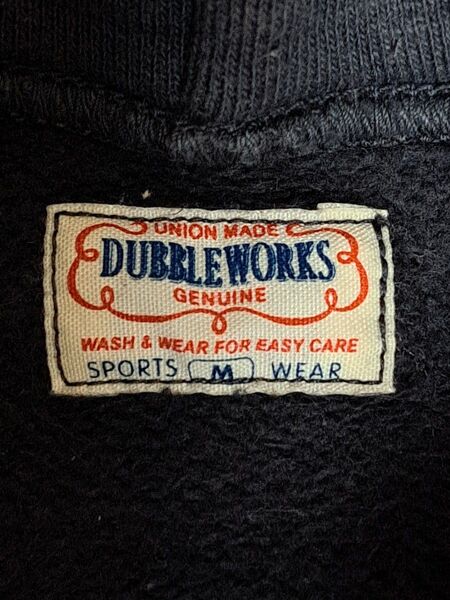 UNION MADE
DUBBLEWORKS
GENUINE
WASH & WEAR FOR EASY CARE
SPORTS M WEAR